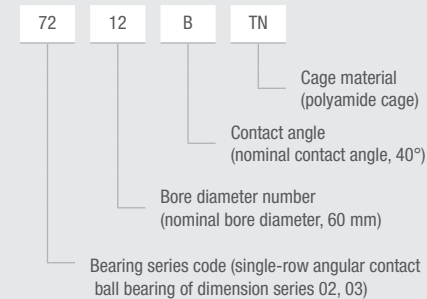 72 12 B TN
Cage material
(polyamide cage)
Contact angle
(nominal contact angle, 40°)
Bore diameter number
(nominal bore diameter, 60 mm)
Bearing series code (single-row angular contact
ball bearing of dimension series 02, 03)